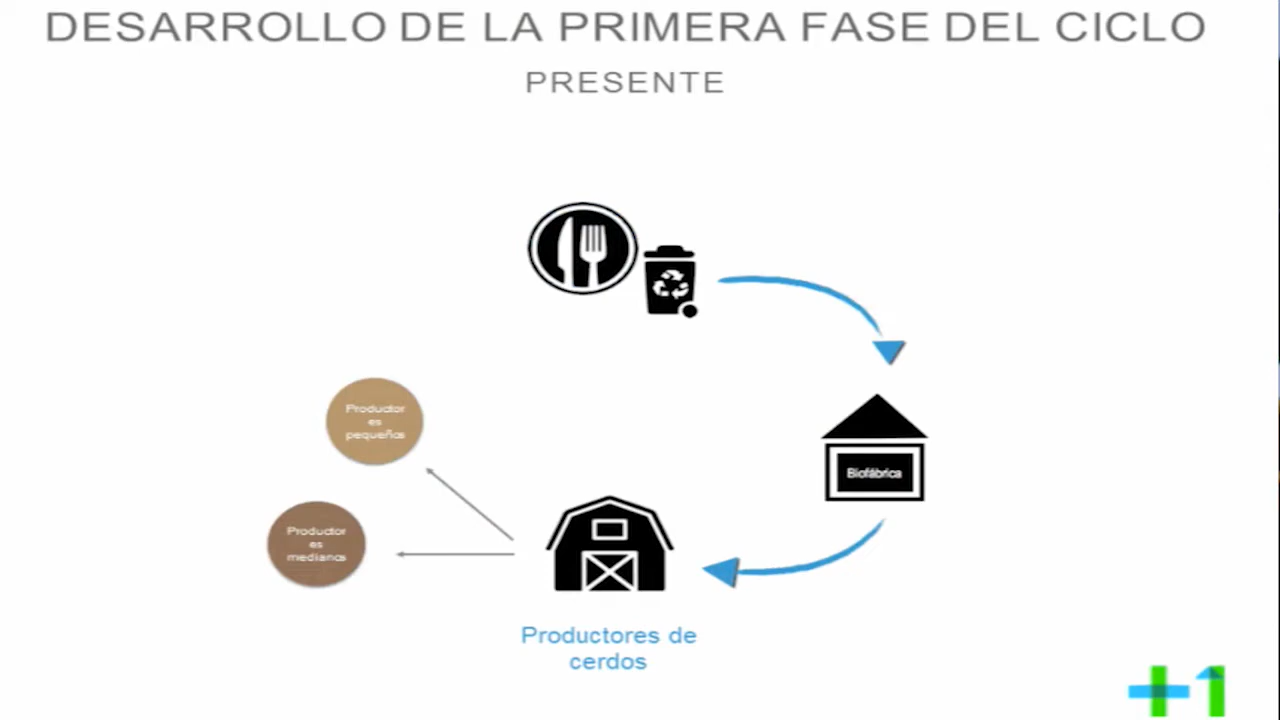 DESARROLLO DE LA PRIMERA FASE DEL CICLO
PRESENTE
Productor
es
pequeños
Biofábrica
Productor
es
medianos
Productores de
cerdos
+1